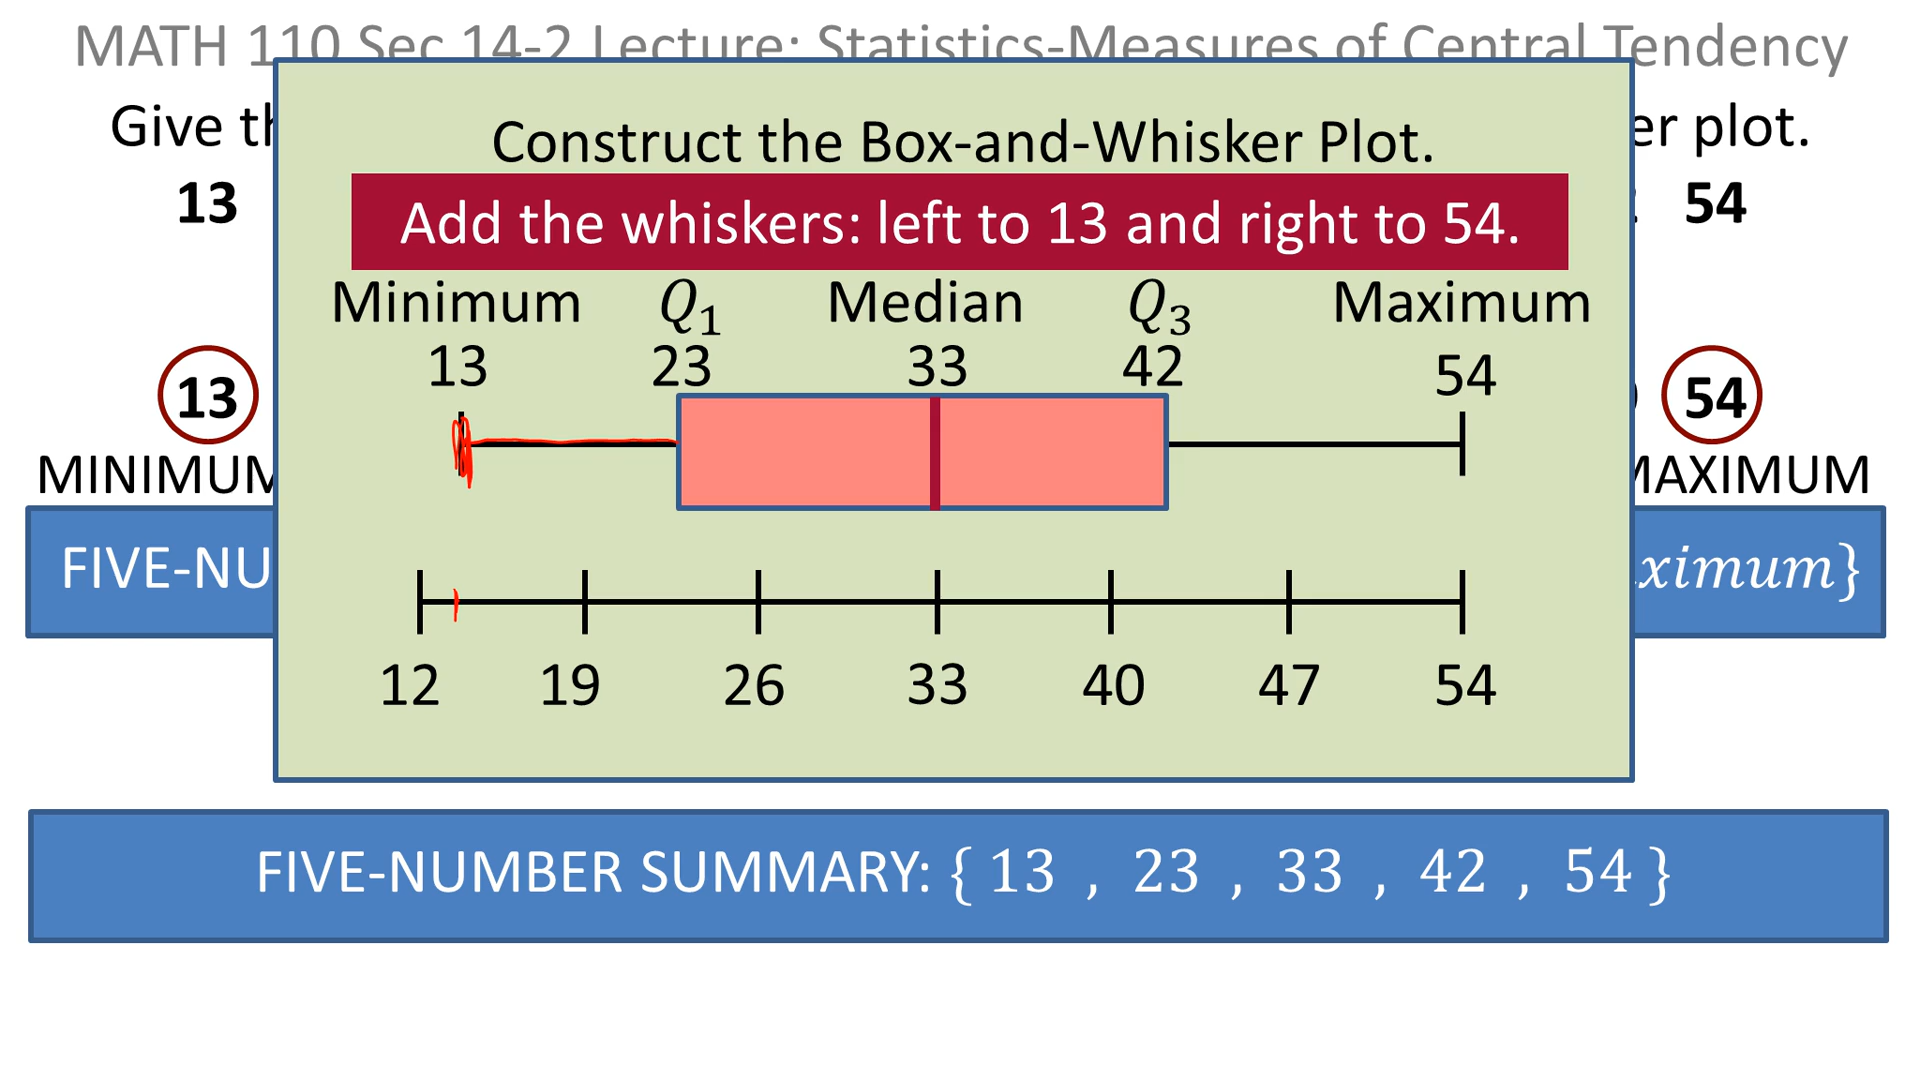 MATH 110 Sec 14-2 Lecture: Statistics-Measures of Central Tendency
Give er plot.
Construct the Box-and-Whisker Plot.
13 54
Add the whiskers: left to 13 and right to 54.
Minimum Q₁ Median Q₃ Maximum
13 23 33 42 54
13 54
MINIMUM MAXIMUM
FIVE-NU ximum}
12 19 26 33 40 47 54
FIVE-NUMBER SUMMARY: { 13 , 23 , 33 , 42 , 54 }